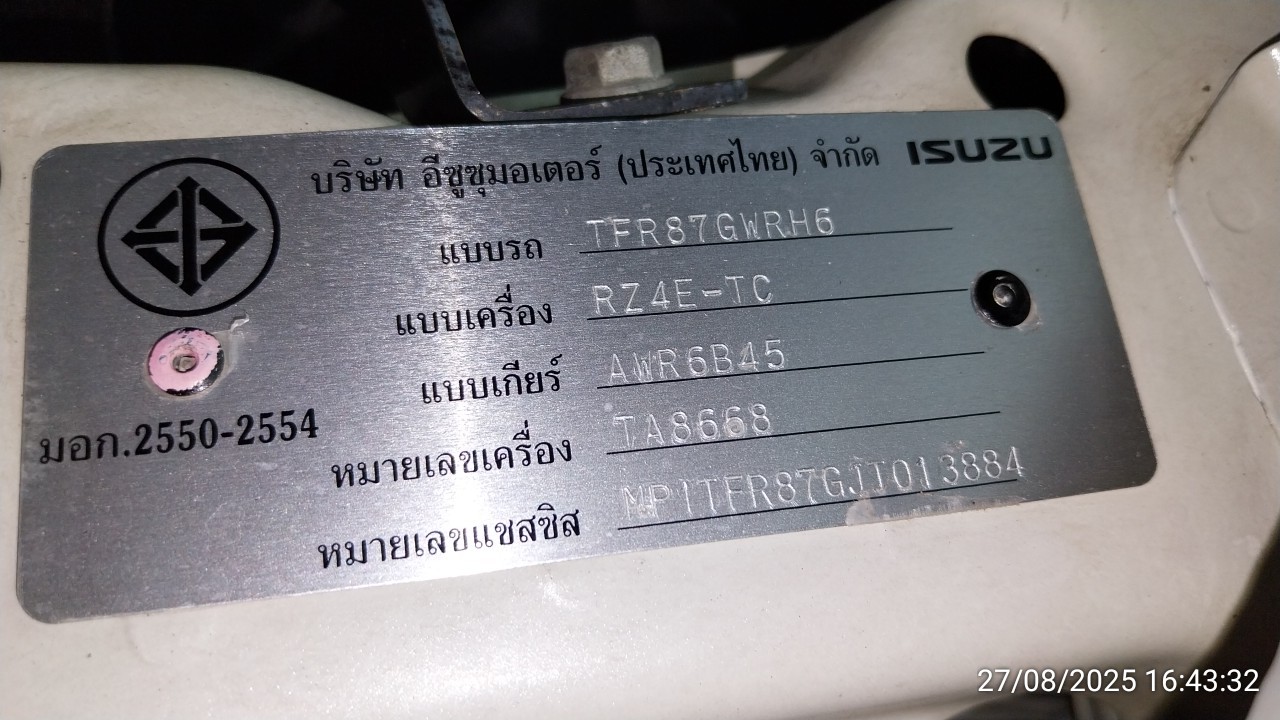 บริษัท อีซูซุมอเตอร์ (ประเทศไทย) จำกัด ISUZU
แบบรถ TFR87GWRH6
แบบเครื่อง RZ4E-TC
แบบเกียร์ AWR6B45
มอก.2550-2554
หมายเลขเครื่อง TA8668
หมายเลขแชสซิส MP1TFR87GJT013884
27/08/2025 16:43:32